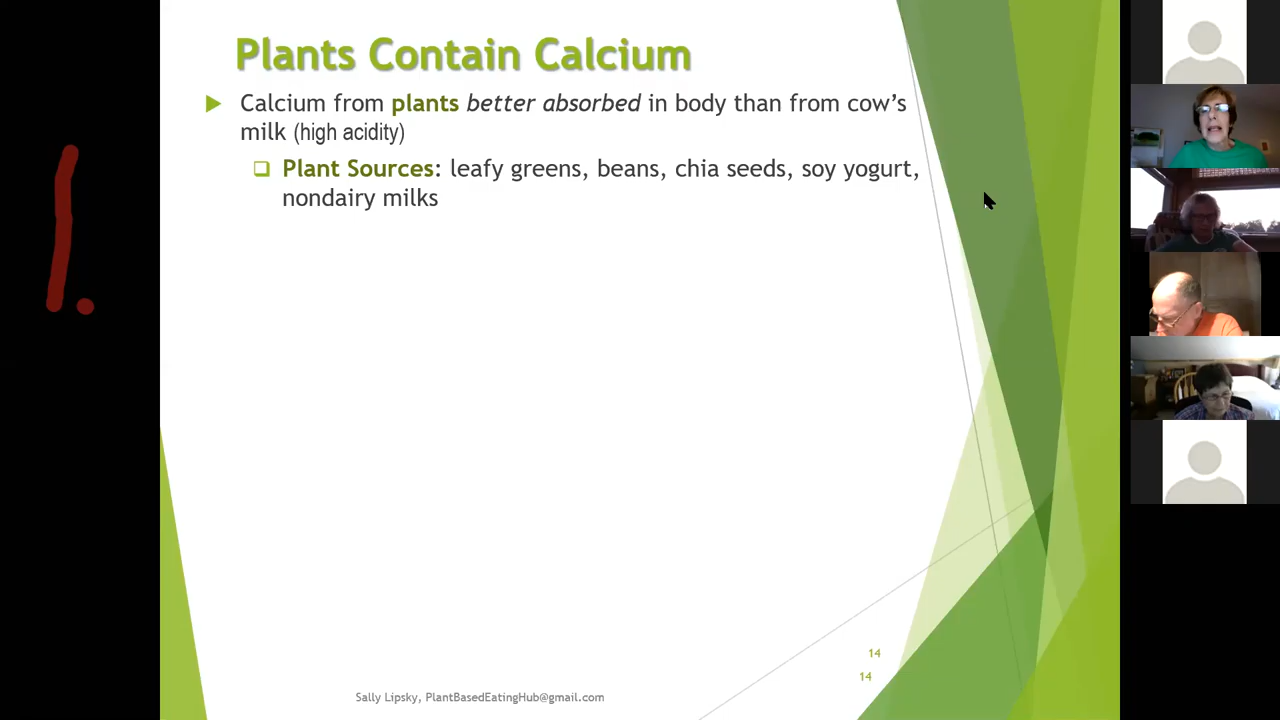 1.
Plants Contain Calcium
Calcium from plants better absorbed in body than from cow’s
milk (high acidity)
Plant Sources: leafy greens, beans, chia seeds, soy yogurt,
nondairy milks
14
14
Sally Lipsky, PlantBasedEatingHub@gmail.com